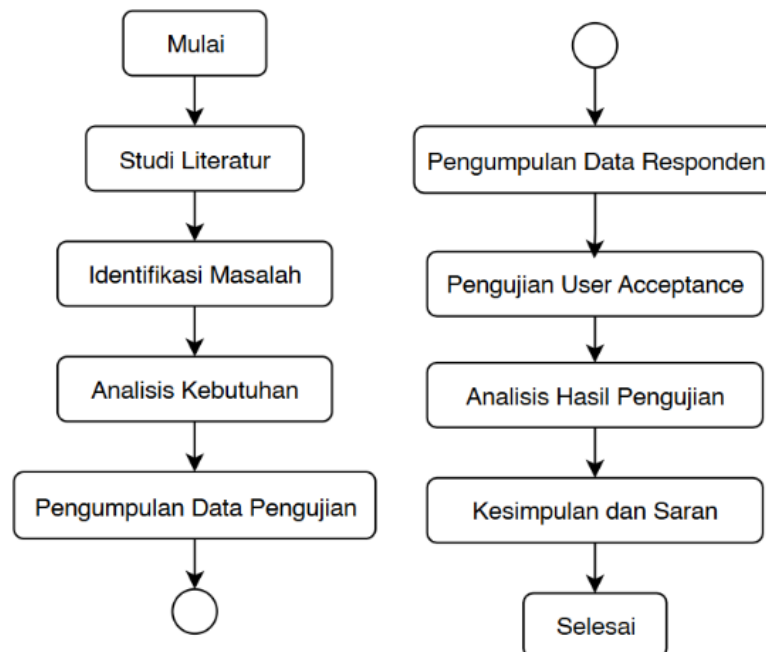 Mulai
Studi Literatur
Identifikasi Masalah
Analisis Kebutuhan
Pengumpulan Data Pengujian
Pengumpulan Data Responden
Pengujian User Acceptance
Analisis Hasil Pengujian
Kesimpulan dan Saran
Selesai